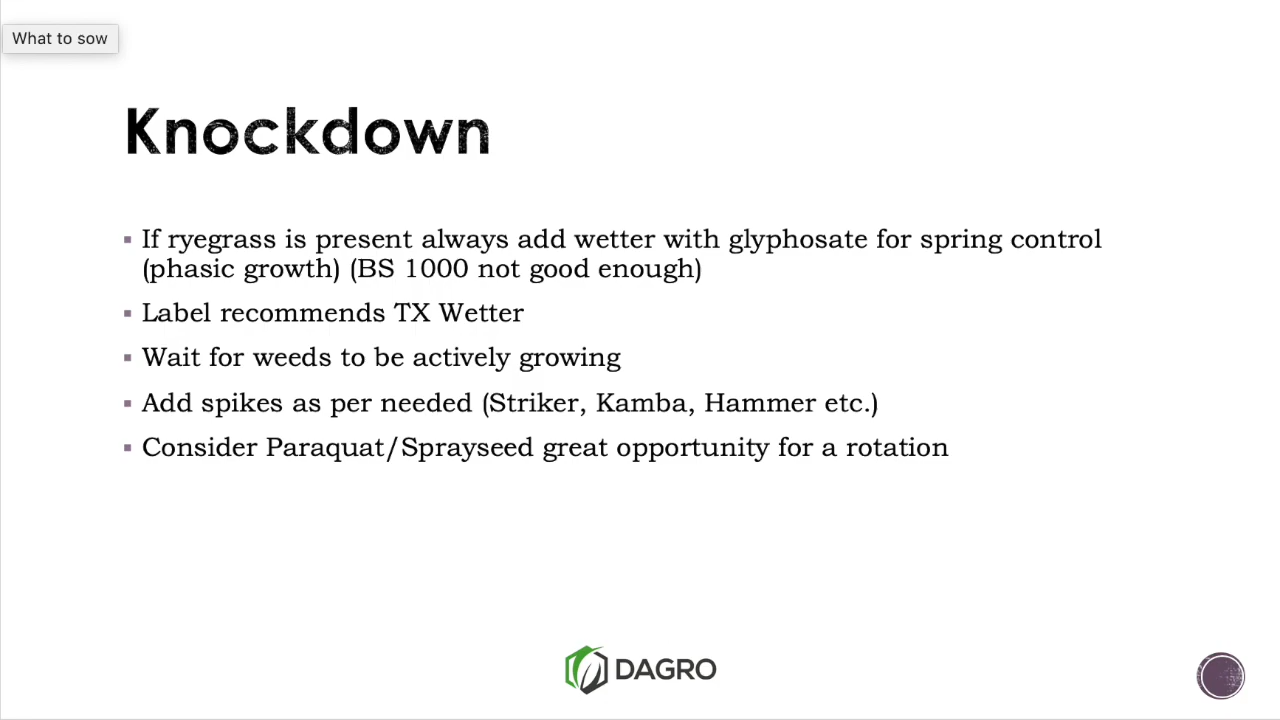 What to sow
Knockdown
▪ If ryegrass is present always add wetter with glyphosate for spring control
(phasic growth) (BS 1000 not good enough)
▪ Label recommends TX Wetter
▪ Wait for weeds to be actively growing
▪ Add spikes as per needed (Striker, Kamba, Hammer etc.)
▪ Consider Paraquat/Sprayseed great opportunity for a rotation
DAGRO